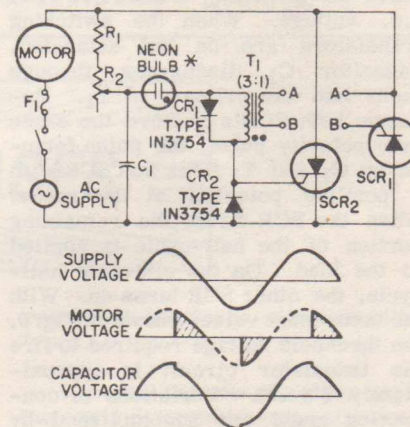 MOTOR
R1
R2
NEON
BULB *
T1
(3:1)
A
A
B
B
F1
CR1
TYPE
IN3754
C1
CR2
TYPE
IN3754
SCR1
SCR2
AC
SUPPLY
SUPPLY
VOLTAGE
MOTOR
VOLTAGE
CAPACITOR
VOLTAGE